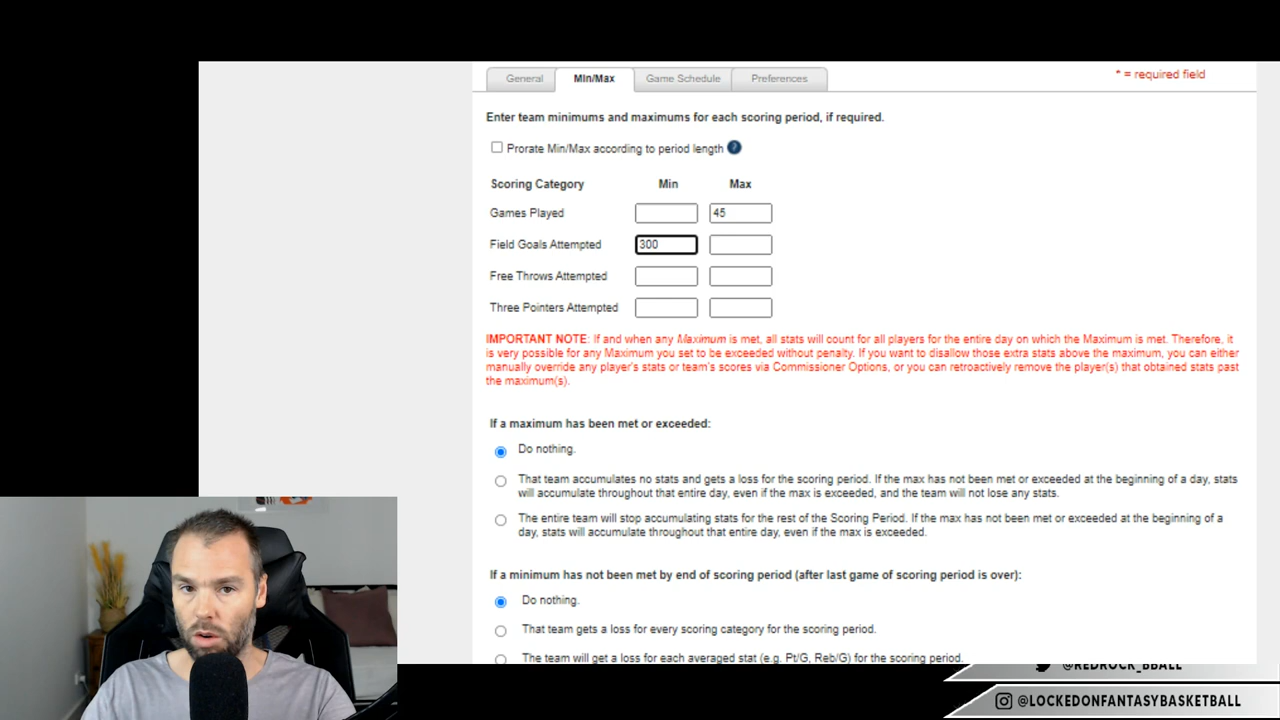 General
Min/Max
Game Schedule
Preferences
* = required field
Enter team minimums and maximums for each scoring period, if required.
Prorate Min/Max according to period length ?
Scoring Category
Min
Max
Games Played
45
Field Goals Attempted
300
Free Throws Attempted
Three Pointers Attempted
IMPORTANT NOTE: If and when any Maximum is met, all stats will count for all players for the entire day on which the Maximum is met. Therefore, it
is very possible for any Maximum you set to be exceeded without penalty. If you want to disallow those extra stats above the maximum, you can either
manually override any player's stats or team's scores via Commissioner Options, or you can retroactively remove the player(s) that obtained stats past
the maximum(s).
If a maximum has been met or exceeded:
Do nothing.
That team accumulates no stats and gets a loss for the scoring period. If the max has not been met or exceeded at the beginning of a day, stats
will accumulate throughout that entire day, even if the max is exceeded, and the team will not lose any stats.
The entire team will stop accumulating stats for the rest of the Scoring Period. If the max has not been met or exceeded at the beginning of a
day, stats will accumulate throughout that entire day, even if the max is exceeded.
If a minimum has not been met by end of scoring period (after last game of scoring period is over):
Do nothing.
That team gets a loss for every scoring category for the scoring period.
The team will get a loss for each averaged stat (e.g. Pt/G, Reb/G) for the scoring period.
@REDROCK_BBALL
@LOCKEDONFANTASYBASKETBALL